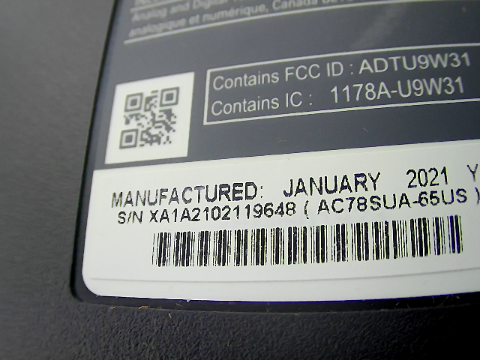 Analog and Digital
analogique et numérique, Canada
Contains FCC ID : ADTU9W31
Contains IC : 1178A-U9W31
MANUFACTURED: JANUARY 2021 Y
S/N XA1A2102119648 ( AC78SUA-65US )